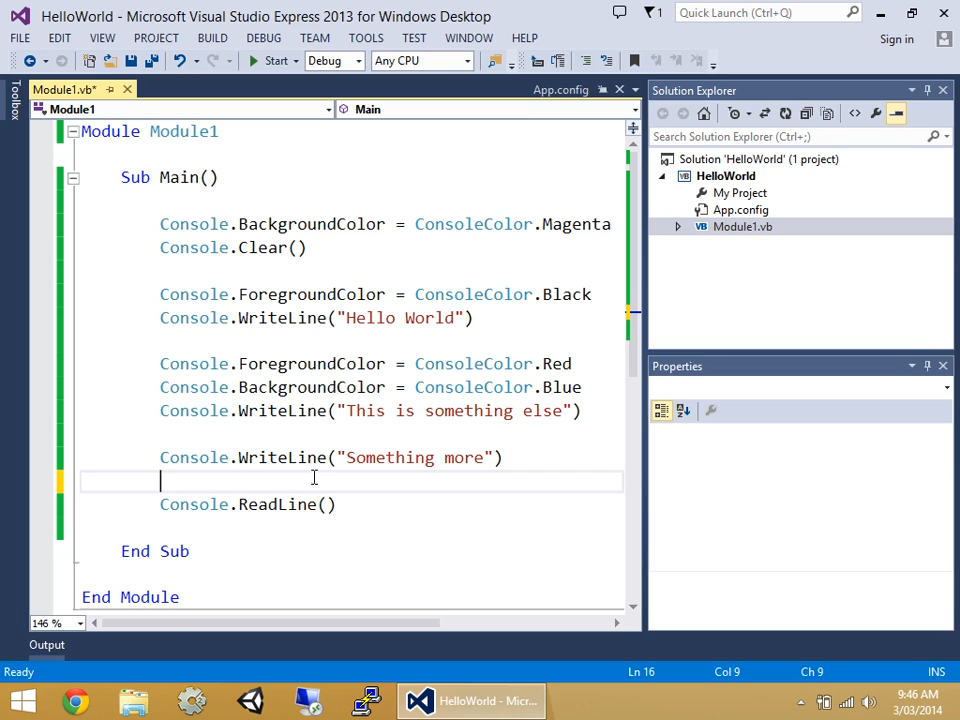 HelloWorld - Microsoft Visual Studio Express 2013 for Windows Desktop
1
Quick Launch (Ctrl+Q)
FILE EDIT VIEW PROJECT BUILD DEBUG TEAM TOOLS TEST WINDOW HELP
Sign in
Start Debug Any CPU
Toolbox
Module1.vb* App.config
Module1 Main
Module Module1
Sub Main()
Console.BackgroundColor = ConsoleColor.Magenta
Console.Clear()
Console.ForegroundColor = ConsoleColor.Black
Console.WriteLine("Hello World")
Console.ForegroundColor = ConsoleColor.Red
Console.BackgroundColor = ConsoleColor.Blue
Console.WriteLine("This is something else")
Console.WriteLine("Something more")
Console.ReadLine()
End Sub
End Module
146 %
Solution Explorer
Search Solution Explorer (Ctrl+;)
Solution 'HelloWorld' (1 project)
VB HelloWorld
My Project
App.config
VB Module1.vb
Properties
Output
Ready Ln 16 Col 9 Ch 9 INS
HelloWorld - Micr...
9:46 AM
3/03/2014